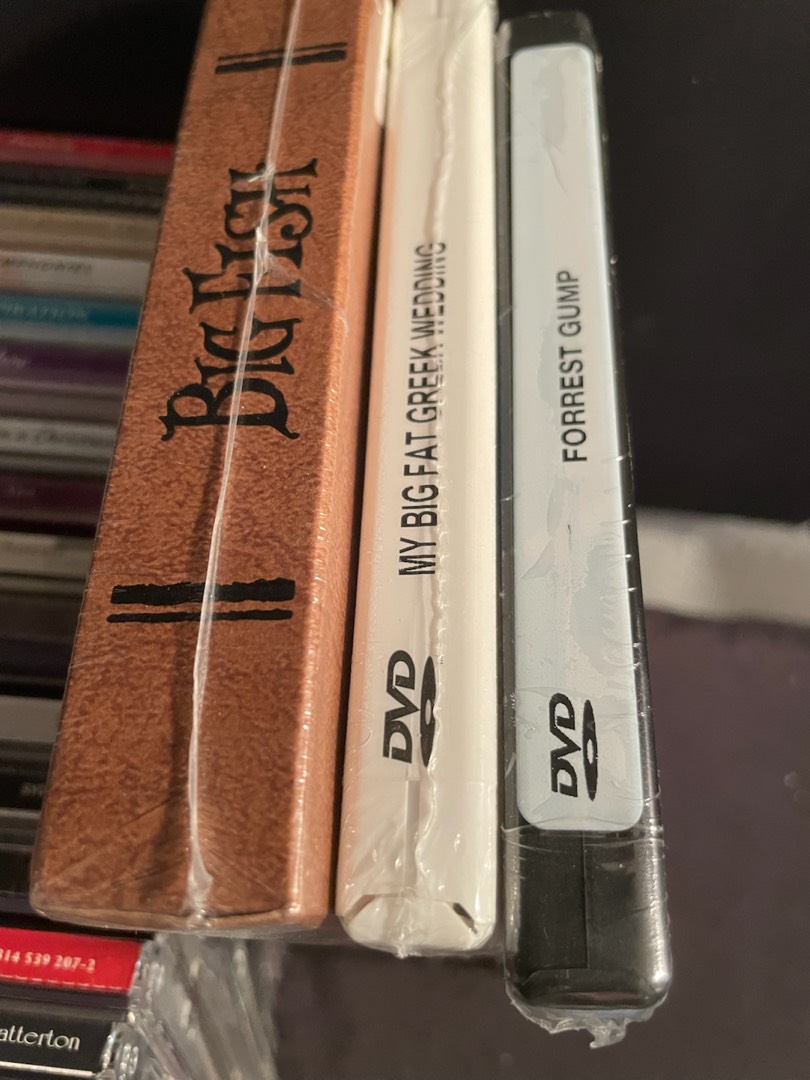 BIG FISH
MY BIG FAT GREEK WEDDING
DVD
FORREST GUMP
DVD
314 539 207-2
atterton